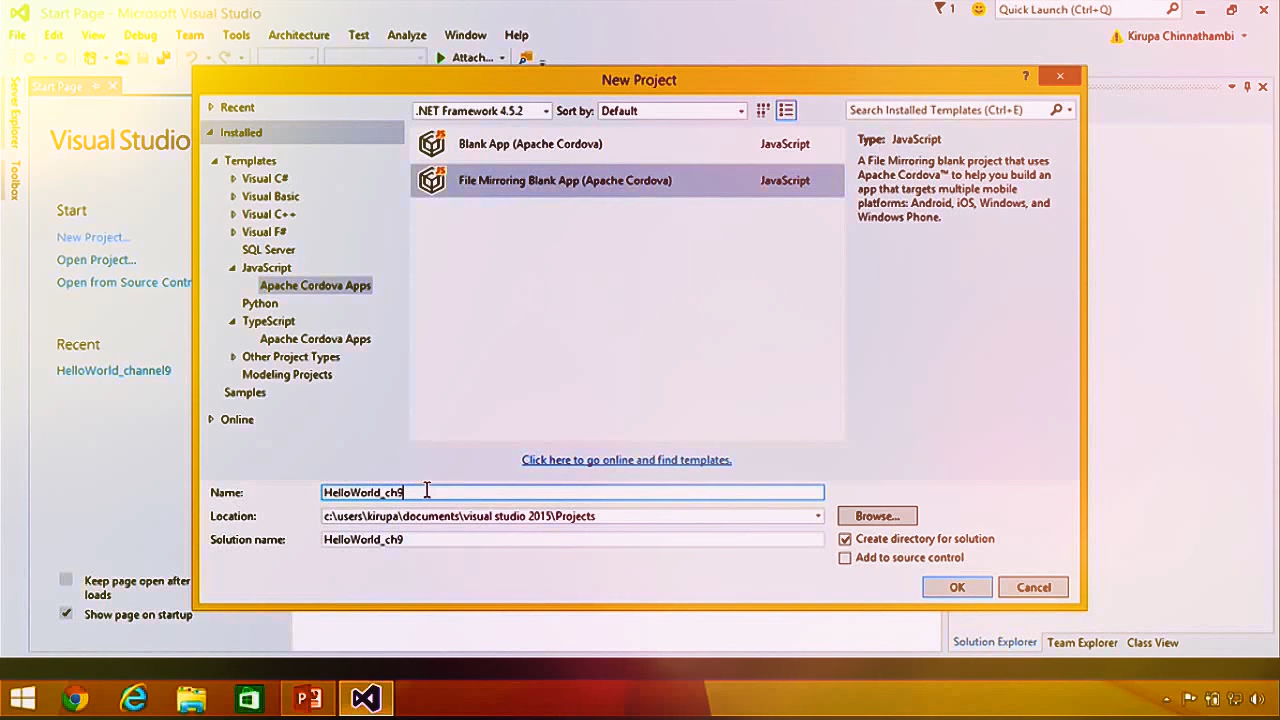 Start Page - Microsoft Visual Studio
1
Quick Launch (Ctrl+Q)
File Edit View Debug Team Tools Architecture Test Analyze Window Help
Kirupa Chinnathambi
Attach...
Server Explorer
Toolbox
Start Page
New Project
?
Recent
Installed
.NET Framework 4.5.2
Sort by: Default
Search Installed Templates (Ctrl+E)
Templates
Visual C#
Visual Basic
Visual C++
Visual F#
SQL Server
JavaScript
Apache Cordova Apps
Python
TypeScript
Apache Cordova Apps
Other Project Types
Modeling Projects
Samples
Online
JS
Blank App (Apache Cordova) JavaScript
JS
File Mirroring Blank App (Apache Cordova) JavaScript
Type: JavaScript
A File Mirroring blank project that uses
Apache Cordova™ to help you build an
app that targets multiple mobile
platforms: Android, iOS, Windows, and
Windows Phone.
Click here to go online and find templates.
Name: HelloWorld_ch9
Location: c:\users\kirupa\documents\visual studio 2015\Projects
Browse...
Solution name: HelloWorld_ch9
Create directory for solution
Add to source control
OK Cancel
Visual Studio
Start
New Project...
Open Project...
Open from Source Contr
Recent
HelloWorld_channel9
Keep page open after
loads
Show page on startup
Solution Explorer Team Explorer Class View